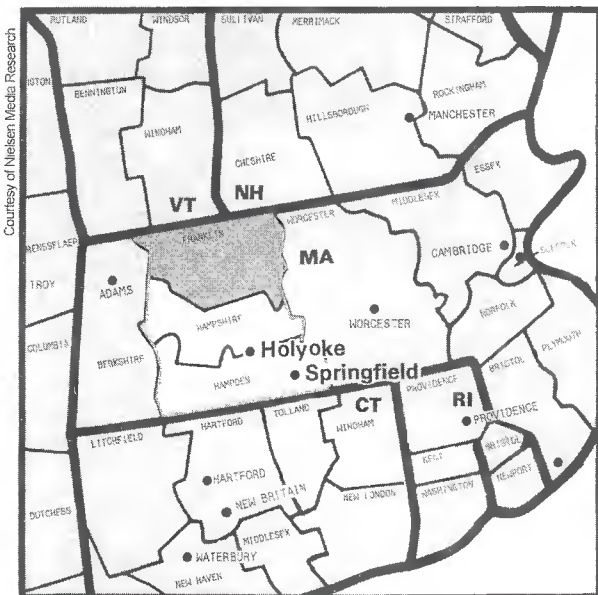 Courtesy of Nielsen Media Research
RUTLAND
WINDSOR
SULLIVAN
MERRIMACK
STRAFFORD
BENNINGTON
WINDHAM
HILLSBOROUGH
ROCKINGHAM
MANCHESTER
CHESHIRE
VT
NH
ESSEX
MIDDLESEX
RENSSELAER
FRANKLIN
WORCESTER
MA
CAMBRIDGE
SUFFOLK
TROY
ADAMS
NORFOLK
HAMPSHIRE
WORCESTER
COLUMBIA
BERKSHIRE
Holyoke
BRISTOL
PLYMOUTH
HAMPDEN
Springfield
PROVIDENCE
CT
RI
LITCHFIELD
HARTFORD
TOLLAND
WINDHAM
PROVIDENCE
BRISTOL
KENT
HARTFORD
NEWPORT
DUTCHESS
NEW BRITAIN
NEW LONDON
WASHINGTON
MIDDLESEX
WATERBURY
NEW HAVEN